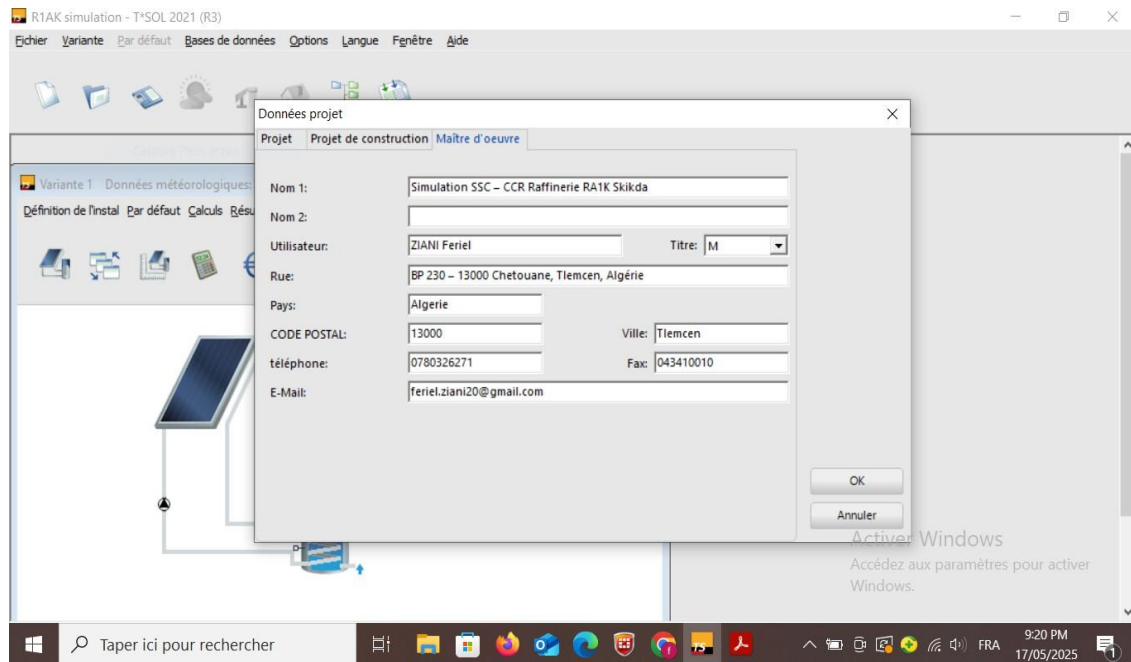 R1AK simulation - T*SOL 2021 (R3)
Fichier Variante Par défaut Bases de données Options Langue Fenêtre Aide
Données projet
Projet Projet de construction Maître d'oeuvre
Variante 1 Données météorologiques:
Définition de l'instal Par défaut Calculs Résu
Nom 1: Simulation SSC – CCR Raffinerie RA1K Skikda
Nom 2:
Utilisateur: ZIANI Feriel Titre: M
Rue: BP 230 – 13000 Chetouane, Tlemcen, Algérie
Pays: Algerie
CODE POSTAL: 13000 Ville: Tlemcen
téléphone: 0780326271 Fax: 043410010
E-Mail: feriel.ziani20@gmail.com
OK
Annuler
Activer Windows
Accédez aux paramètres pour activer
Windows.
Taper ici pour rechercher FRA 9:20 PM
17/05/2025